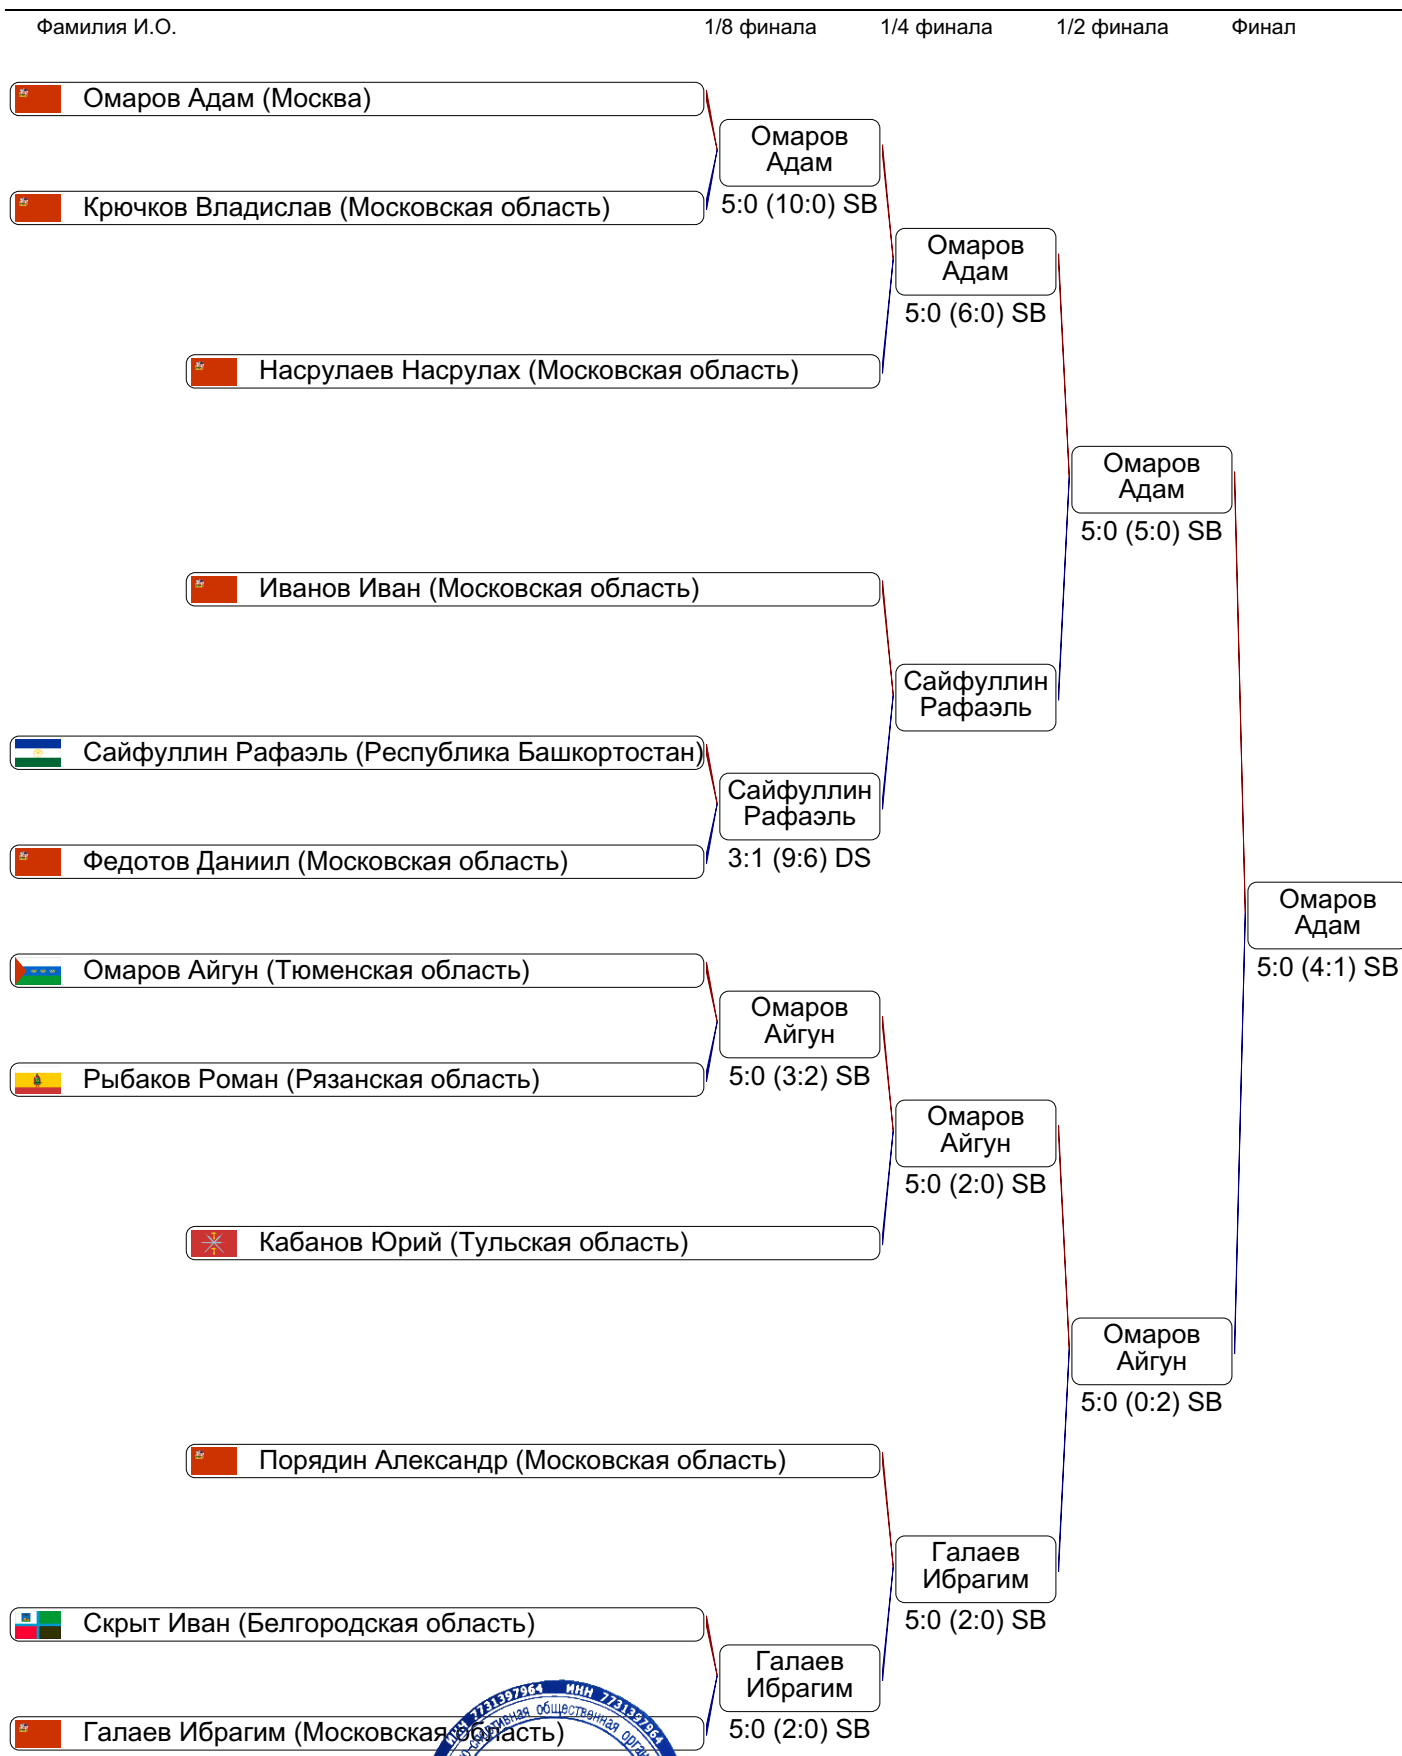 Фамилия И.О. 1/8 финала 1/4 финала 1/2 финала Финал
Омаров Адам (Москва)
Омаров
Адам
5:0 (10:0) SB
Крючков Владислав (Московская область)
Омаров
Адам
5:0 (6:0) SB
Насрулаев Насрулах (Московская область)
Омаров
Адам
5:0 (5:0) SB
Иванов Иван (Московская область)
Сайфуллин
Рафаэль
Сайфуллин Рафаэль (Республика Башкортостан)
Сайфуллин
Рафаэль
3:1 (9:6) DS
Федотов Даниил (Московская область)
Омаров
Адам
5:0 (4:1) SB
Омаров Айгун (Тюменская область)
Омаров
Айгун
5:0 (3:2) SB
Рыбаков Роман (Рязанская область)
Омаров
Айгун
5:0 (2:0) SB
Кабанов Юрий (Тульская область)
Омаров
Айгун
5:0 (0:2) SB
Порядин Александр (Московская область)
Галаев
Ибрагим
5:0 (2:0) SB
Скрыт Иван (Белгородская область)
Галаев
Ибрагим
5:0 (2:0) SB
Галаев Ибрагим (Московская область)
7731397964 ИНН 7731397964
общественная